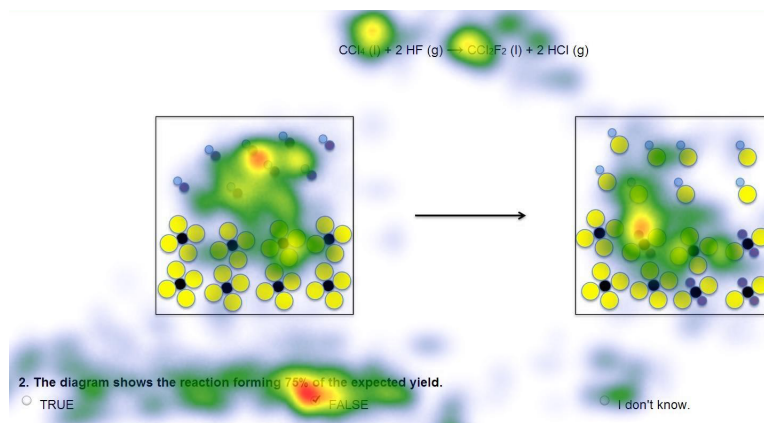 CCl₄ (l) + 2 HF (g) → CCl₂F₂ (l) + 2 HCl (g)
2. The diagram shows the reaction forming 75% of the expected yield.
TRUE
FALSE
I don't know.